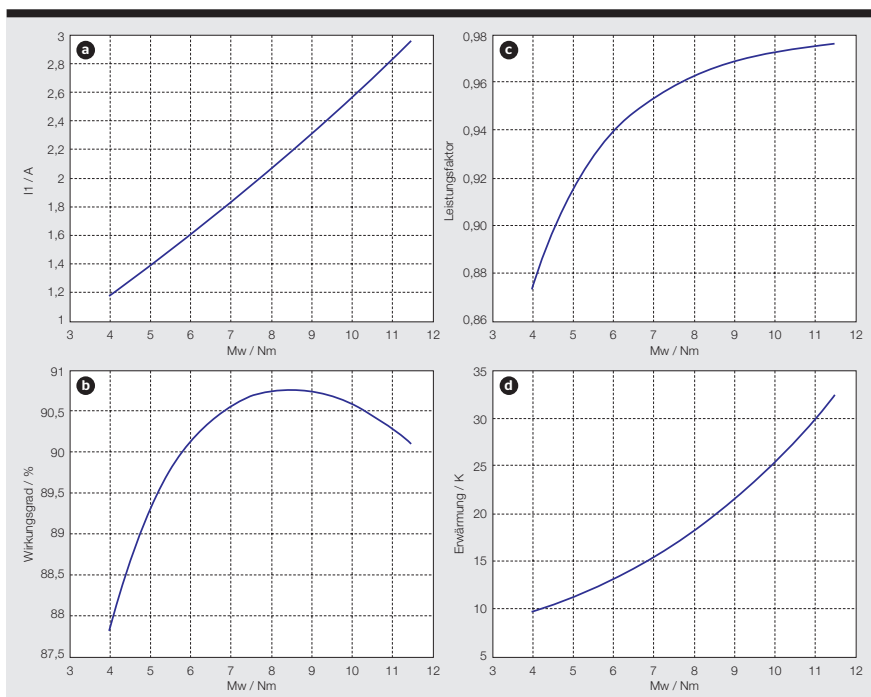 a
3
2,8
2,6
2,4
2,2
2
1,8
1,6
1,4
1,2
1
I1 / A
3 4 5 6 7 8 9 10 11 12
Mw / Nm
c
0,98
0,96
0,94
0,92
0,90
0,88
0,86
Leistungsfaktor
3 4 5 6 7 8 9 10 11 12
Mw / Nm
b
91
90,5
90
89,5
89
88,5
88
87,5
Wirkungsgrad / %
3 4 5 6 7 8 9 10 11 12
Mw / Nm
d
35
30
25
20
15
10
5
Erwärmung / K
3 4 5 6 7 8 9 10 11 12
Mw / Nm